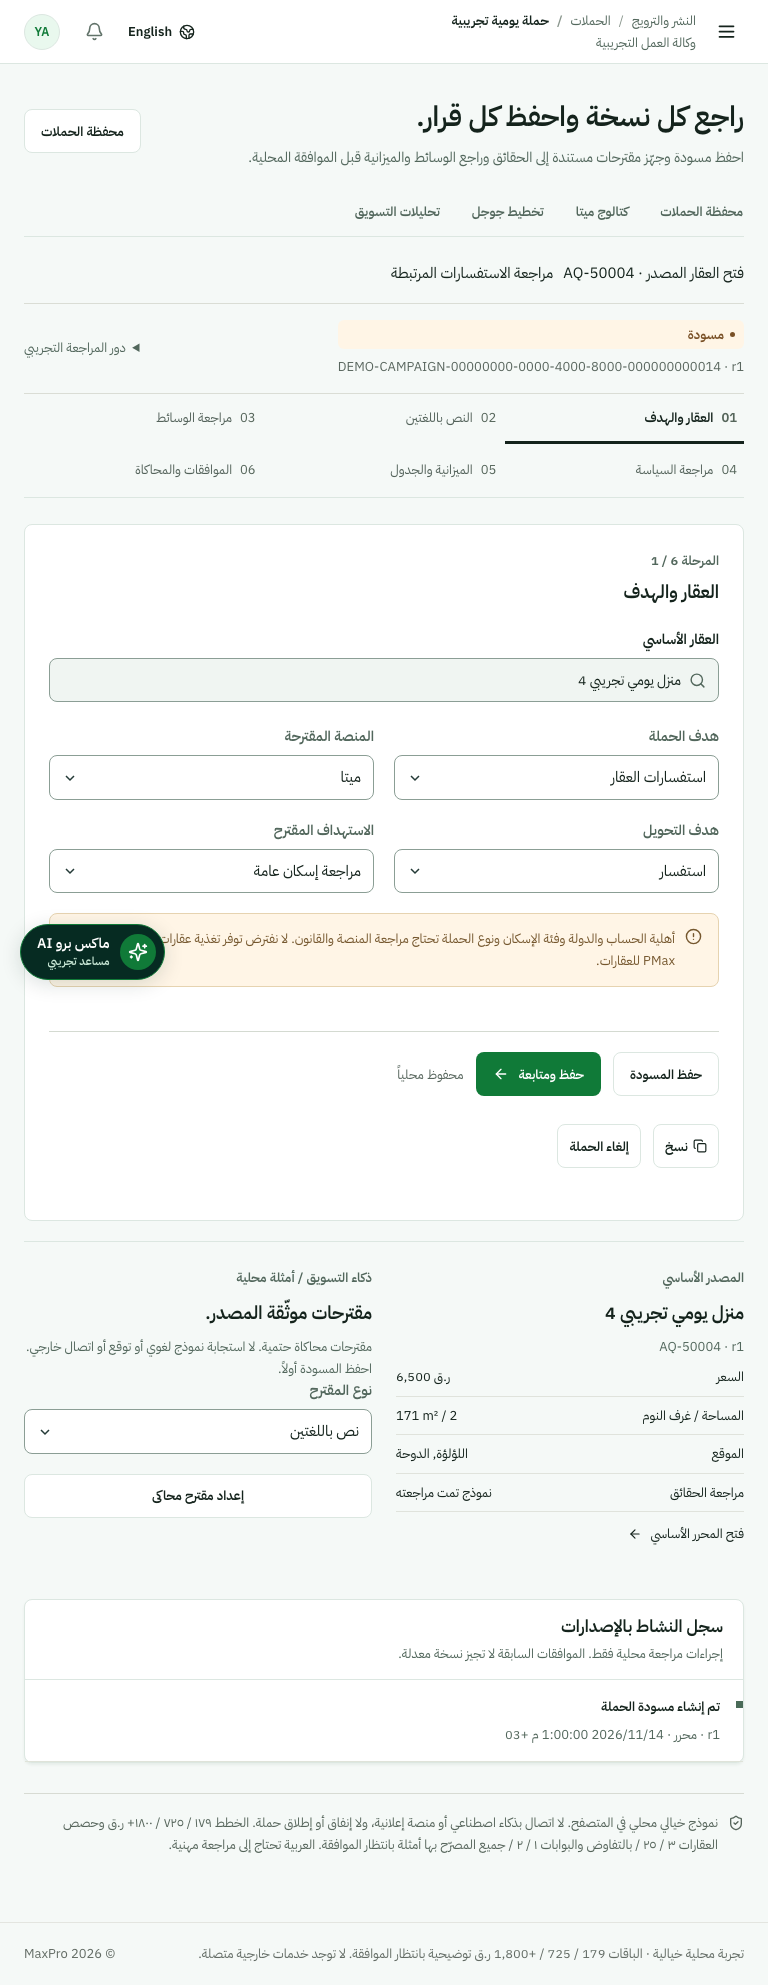 النشر والترويج / الحملات / حملة يومية تجريبية
وكالة العمل التجريبية
English
YA
راجع كل نسخة واحفظ كل قرار.
احفظ مسودة وجهّز مقترحات مستندة إلى الحقائق وراجع الوسائط والميزانية قبل الموافقة المحلية.
محفظة الحملات
محفظة الحملات
كتالوج ميتا
تخطيط جوجل
تحليلات التسويق
فتح العقار المصدر · AQ-50004 مراجعة الاستفسارات المرتبطة
مسودة
DEMO-CAMPAIGN-00000000-0000-4000-8000-000000000014 · r1
دور المراجعة التجريبي
01 العقار والهدف
02 النص باللغتين
03 مراجعة الوسائط
04 مراجعة السياسة
05 الميزانية والجدول
06 الموافقات والمحاكاة
المرحلة 6 / 1
العقار والهدف
العقار الأساسي
منزل يومي تجريبي 4
هدف الحملة
استفسارات العقار
المنصة المقترحة
ميتا
هدف التحويل
استفسار
الاستهداف المقترح
مراجعة إسكان عامة
أهلية الحساب والدولة وفئة الإسكان ونوع الحملة تحتاج مراجعة المنصة والقانون. لا نفترض توفر تغذية عقارات
PMax للعقارات.
ماكس برو AI
مساعد تجريبي
حفظ المسودة
حفظ ومتابعة
محفوظ محلياً
نسخ
إلغاء الحملة
المصدر الأساسي
منزل يومي تجريبي 4
AQ-50004 · r1
السعر
ر.ق 6,500
المساحة / غرف النوم
171 m² / 2
الموقع
اللؤلؤة, الدوحة
مراجعة الحقائق
نموذج تمت مراجعته
فتح المحرر الأساسي
ذكاء التسويق / أمثلة محلية
مقترحات موثّقة المصدر.
مقترحات محاكاة حتمية. لا استجابة نموذج لغوي أو توقع أو اتصال خارجي.
احفظ المسودة أولاً.
نوع المقترح
نص باللغتين
إعداد مقترح محاكى
سجل النشاط بالإصدارات
إجراءات مراجعة محلية فقط. الموافقات السابقة لا تجيز نسخة معدلة.
تم إنشاء مسودة الحملة
r1 · محرر · 14‏/11‏/2026 1:00:00 م +03
نموذج خيالي محلي في المتصفح. لا اتصال بذكاء اصطناعي أو منصة إعلانية، ولا إنفاق أو إطلاق حملة. الخطط ١٧٩ / ٧٢٥ / ١٨٠٠+ ر.ق وحصص
العقارات ٣ / ٢٥ / بالتفاوض والبوابات ١ / ٢ / جميع المصرّح بها أمثلة بانتظار الموافقة. العربية تحتاج إلى مراجعة مهنية.
تجربة محلية خيالية · الباقات 179 / 725 / +1,800 ر.ق توضيحية بانتظار الموافقة. لا توجد خدمات خارجية متصلة.
© 2026 MaxPro